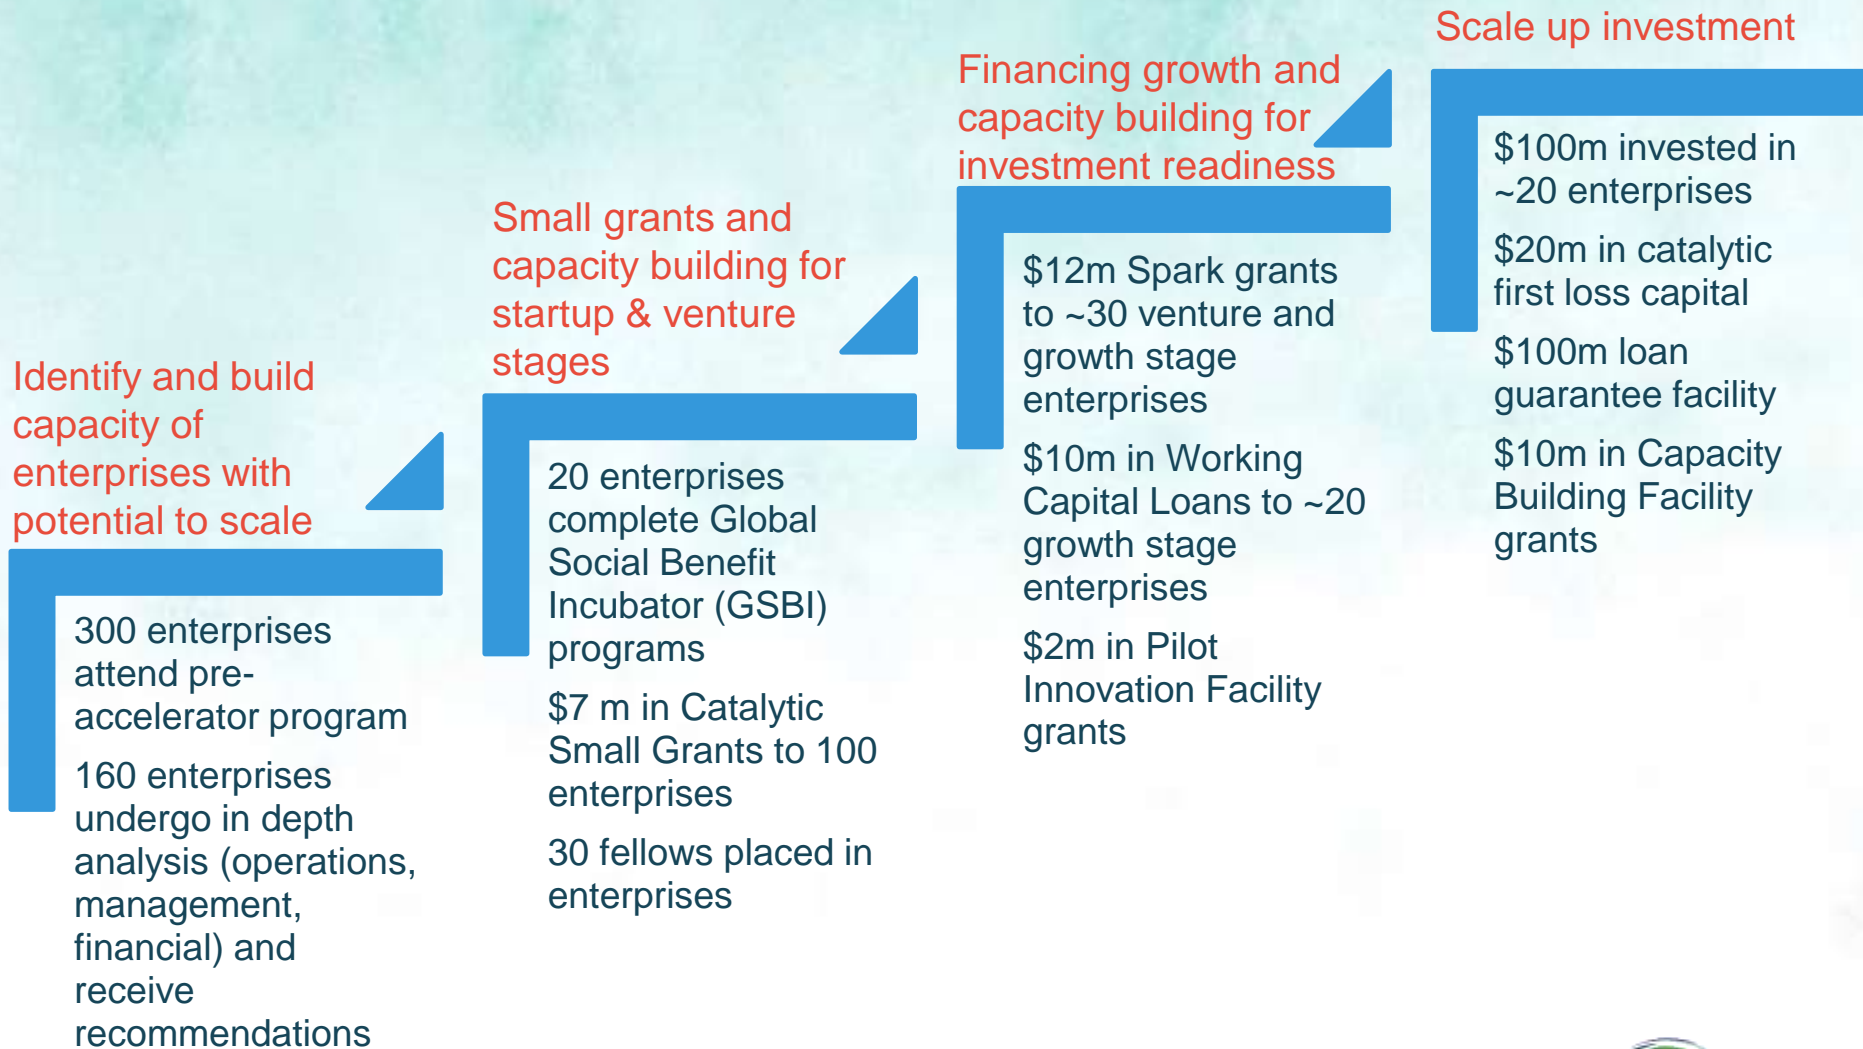 Identify and build
capacity of
enterprises with
potential to scale
300 enterprises
attend pre-
accelerator program
160 enterprises
undergo in depth
analysis (operations,
management,
financial) and
receive
recommendations
Small grants and
capacity building for
startup & venture
stages
20 enterprises
complete Global
Social Benefit
Incubator (GSBI)
programs
$7 m in Catalytic
Small Grants to 100
enterprises
30 fellows placed in
enterprises
Financing growth and
capacity building for
investment readiness
$12m Spark grants
to ~30 venture and
growth stage
enterprises
$10m in Working
Capital Loans to ~20
growth stage
enterprises
$2m in Pilot
Innovation Facility
grants
Scale up investment
$100m invested in
~20 enterprises
$20m in catalytic
first loss capital
$100m loan
guarantee facility
$10m in Capacity
Building Facility
grants